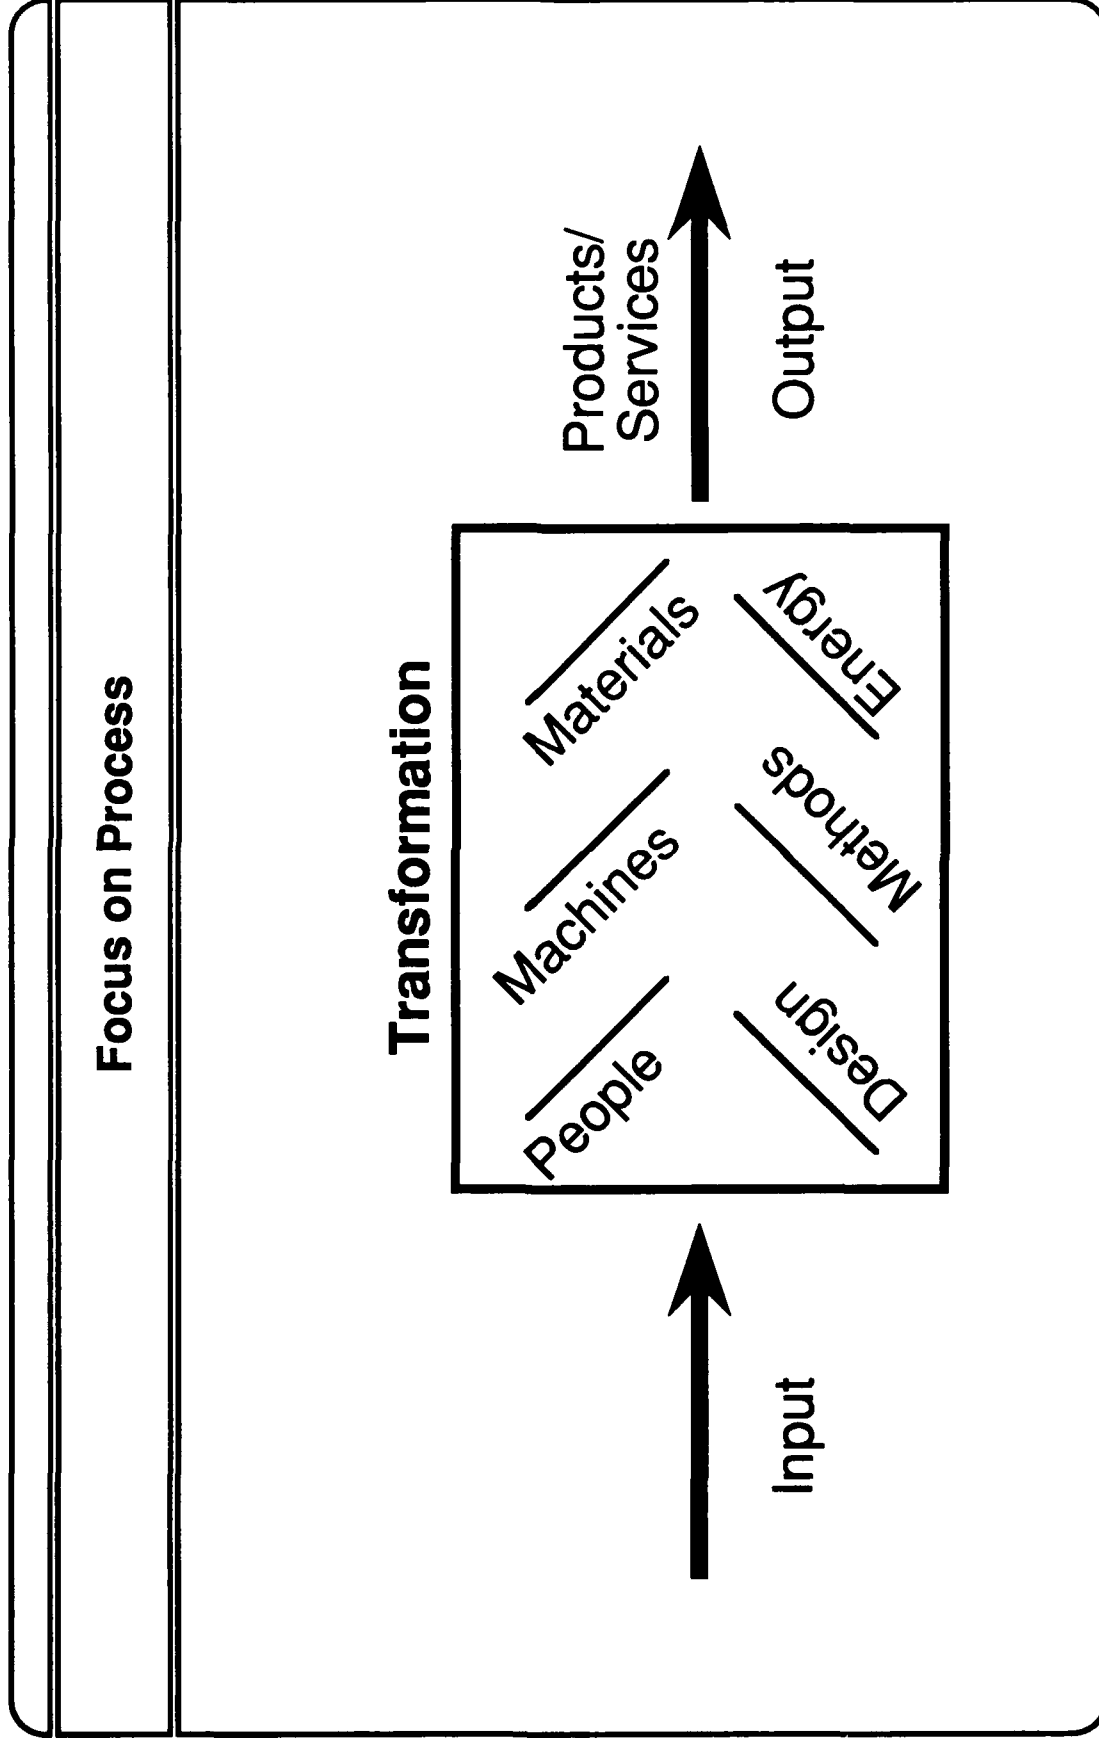 Focus on Process
Transformation
People
Machines
Materials
Design
Methods
Energy
Input
Products/
Services
Output